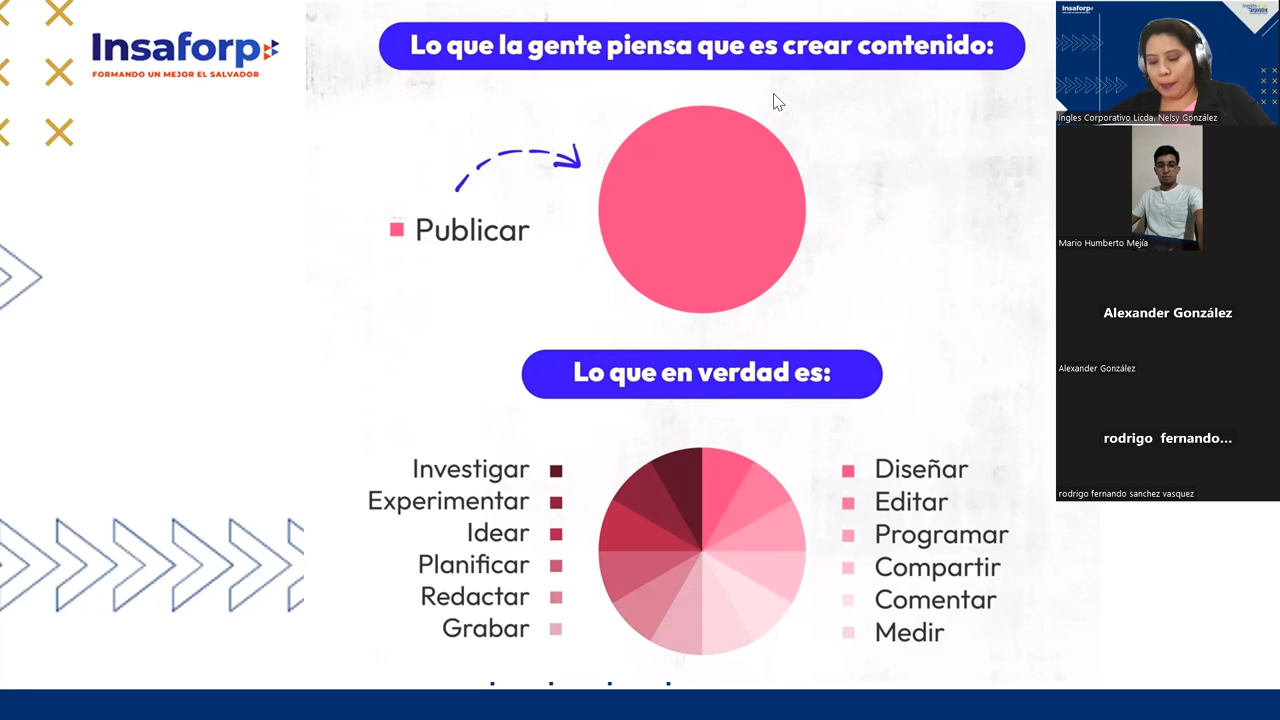 Insaforp
FORMANDO UN MEJOR EL SALVADOR
Lo que la gente piensa que es crear contenido:
Publicar
Lo que en verdad es:
Investigar
Experimentar
Idear
Planificar
Redactar
Grabar
Diseñar
Editar
Programar
Compartir
Comentar
Medir
Insaforp
Ingles Corporativo Licda. Nelsy González
Mario Humberto Mejía
Alexander González
Alexander González
rodrigo fernando...
rodrigo fernando sanchez vasquez